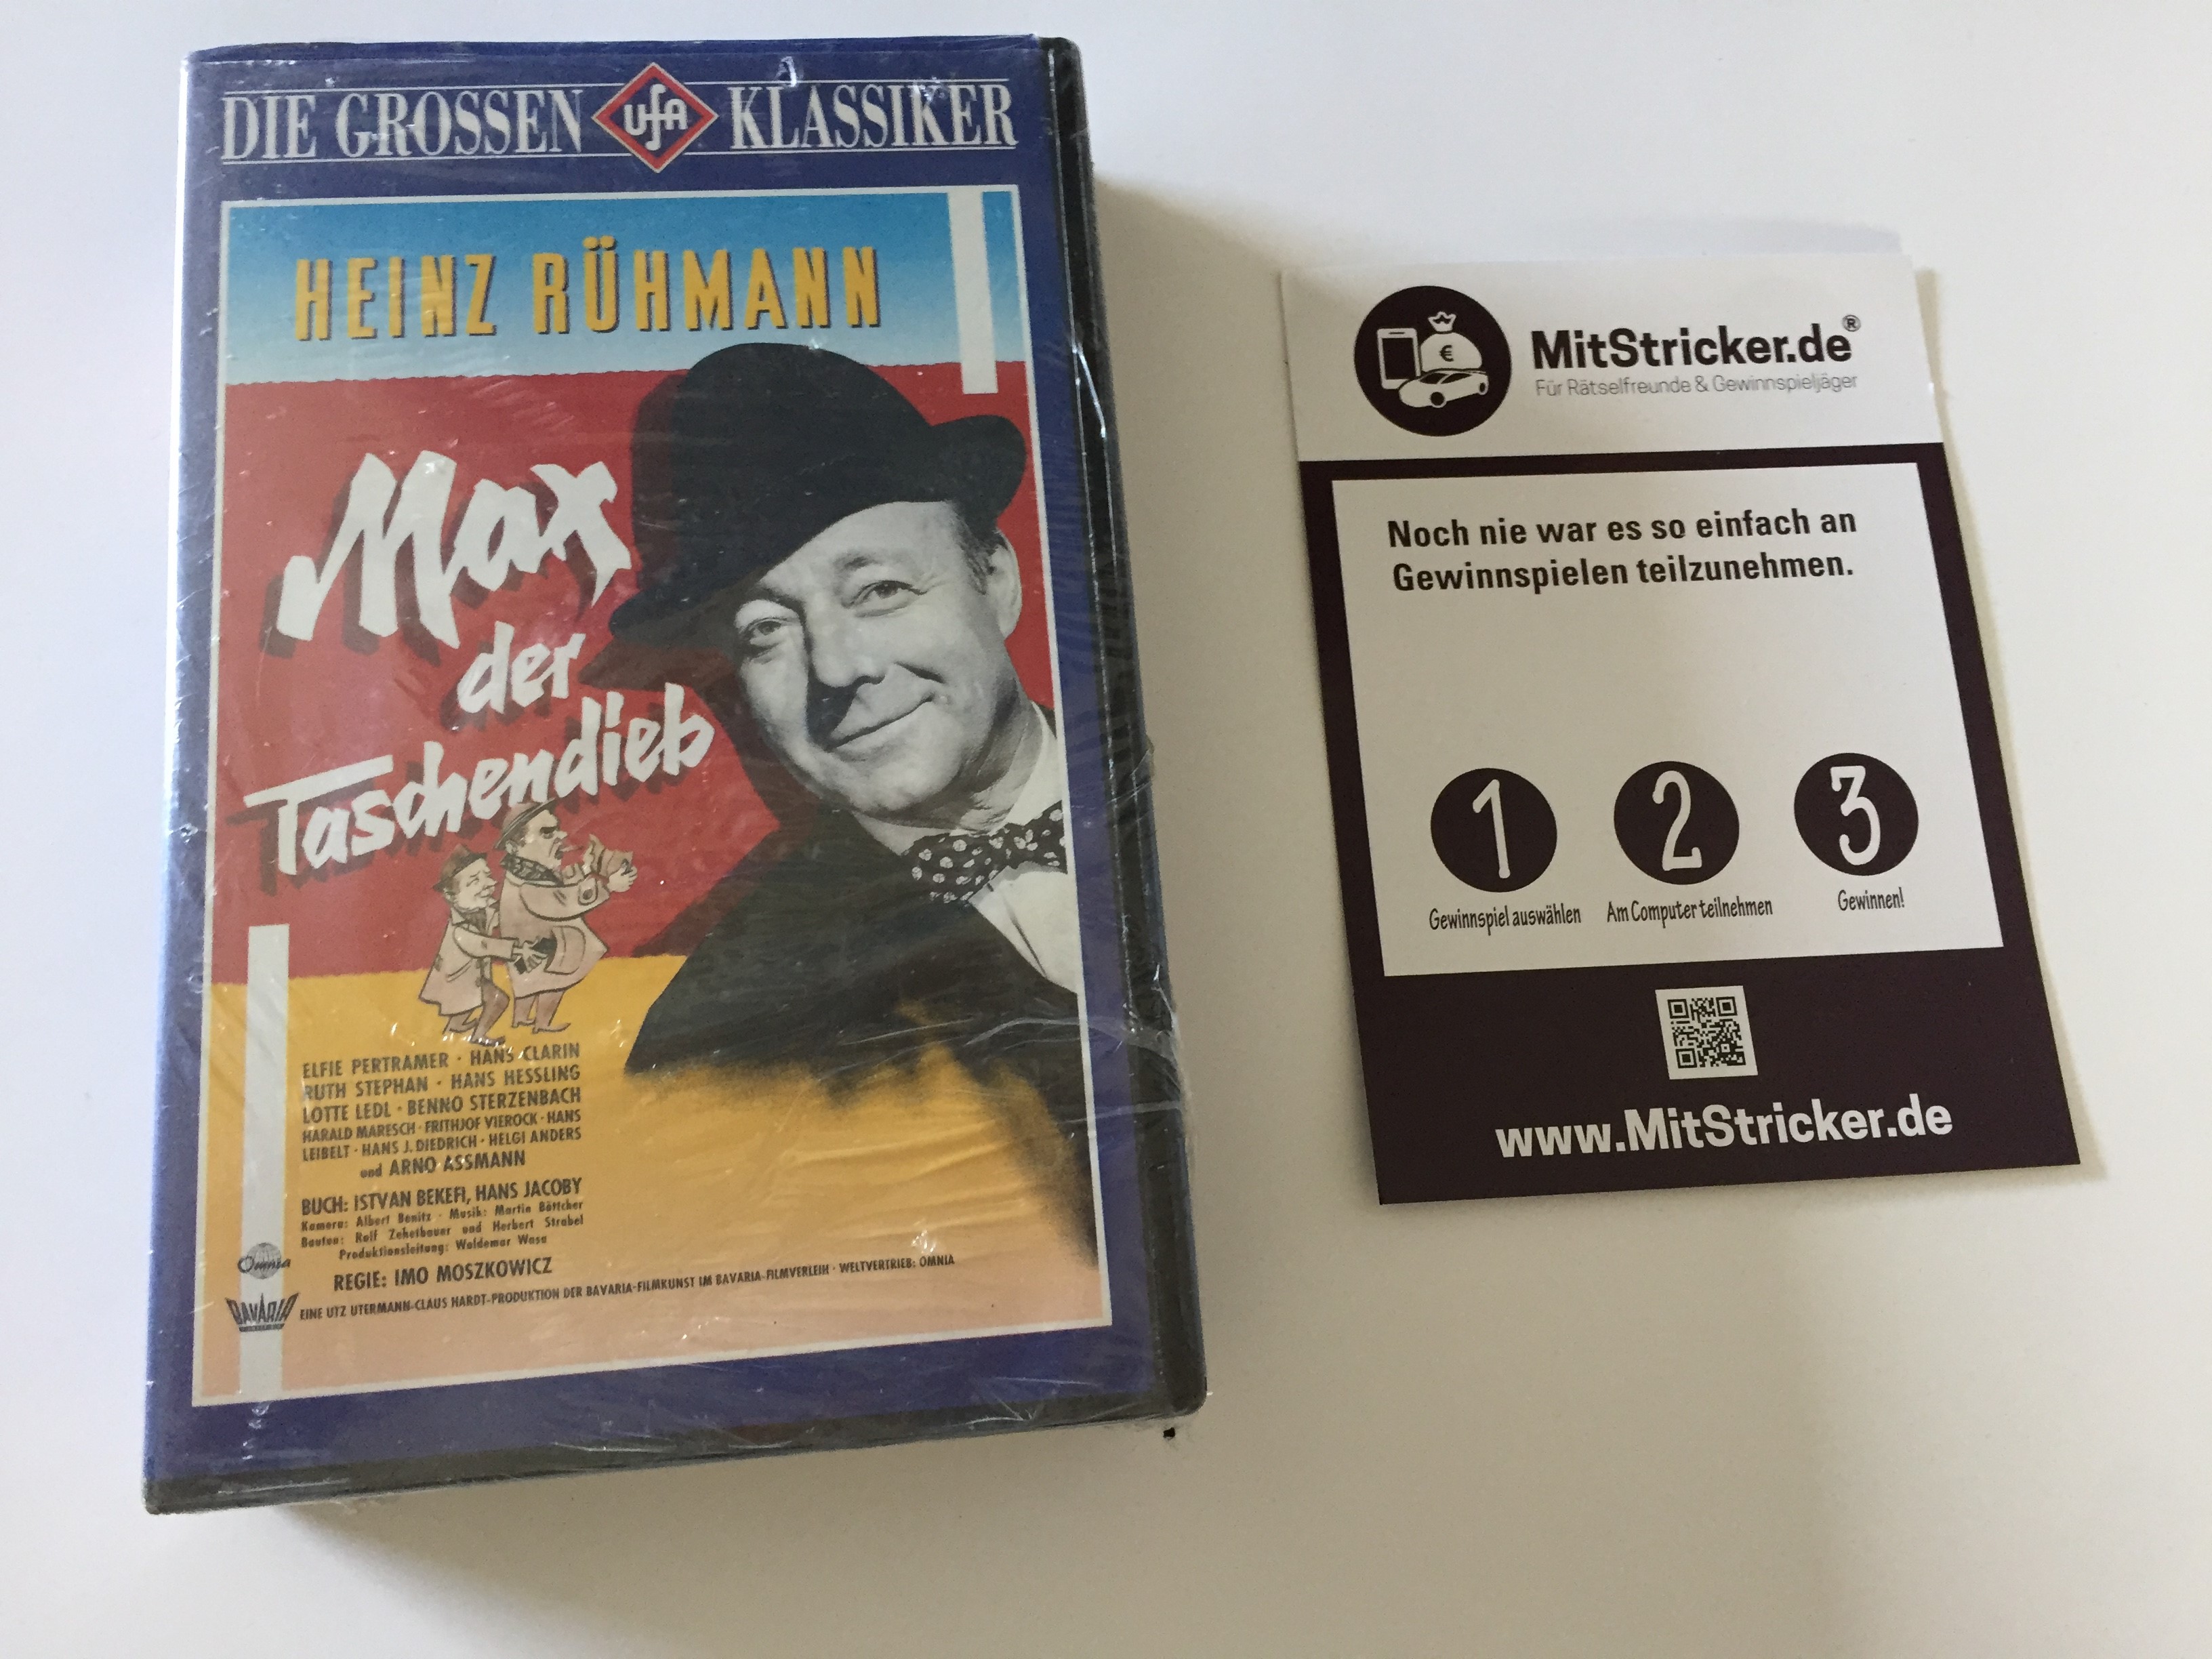 DIE GROSSEN UfA KLASSIKER
HEINZ RÜHMANN
Max
der
Taschendieb
ELFIE PERTRAMER · HANS CLARIN
RUTH STEPHAN · HANS HESSLING
LOTTE LEDL · BENNO STERZENBACH
HARALD MARESCH · FRITHJOF VIEROCK · HANS
LEIBELT · HANS J. DIEDRICH · HELGI ANDERS
und ARNO ASSMANN
BUCH: ISTVAN BEKEFI, HANS JACOBY
Kamera: Albert Benitz · Musik: Martin Böttcher
Bauten: Rolf Zehetbauer und Herbert Strabel
Produktionsleitung: Waldemar Wasa
REGIE: IMO MOSZKOWICZ
EINE UTZ UTERMANN-CLAUS HARDT-PRODUKTION DER BAVARIA-FILMKUNST IM BAVARIA-FILMVERLEIH · WELTVERTRIEB: OMNIA
Omnia
BAVARIA
MitStricker.de®
Für Rätselfreunde & Gewinnspieljäger
€
Noch nie war es so einfach an
Gewinnspielen teilzunehmen.
1 2 3
Gewinnspiel auswählen Am Computer teilnehmen Gewinnen!
www.MitStricker.de